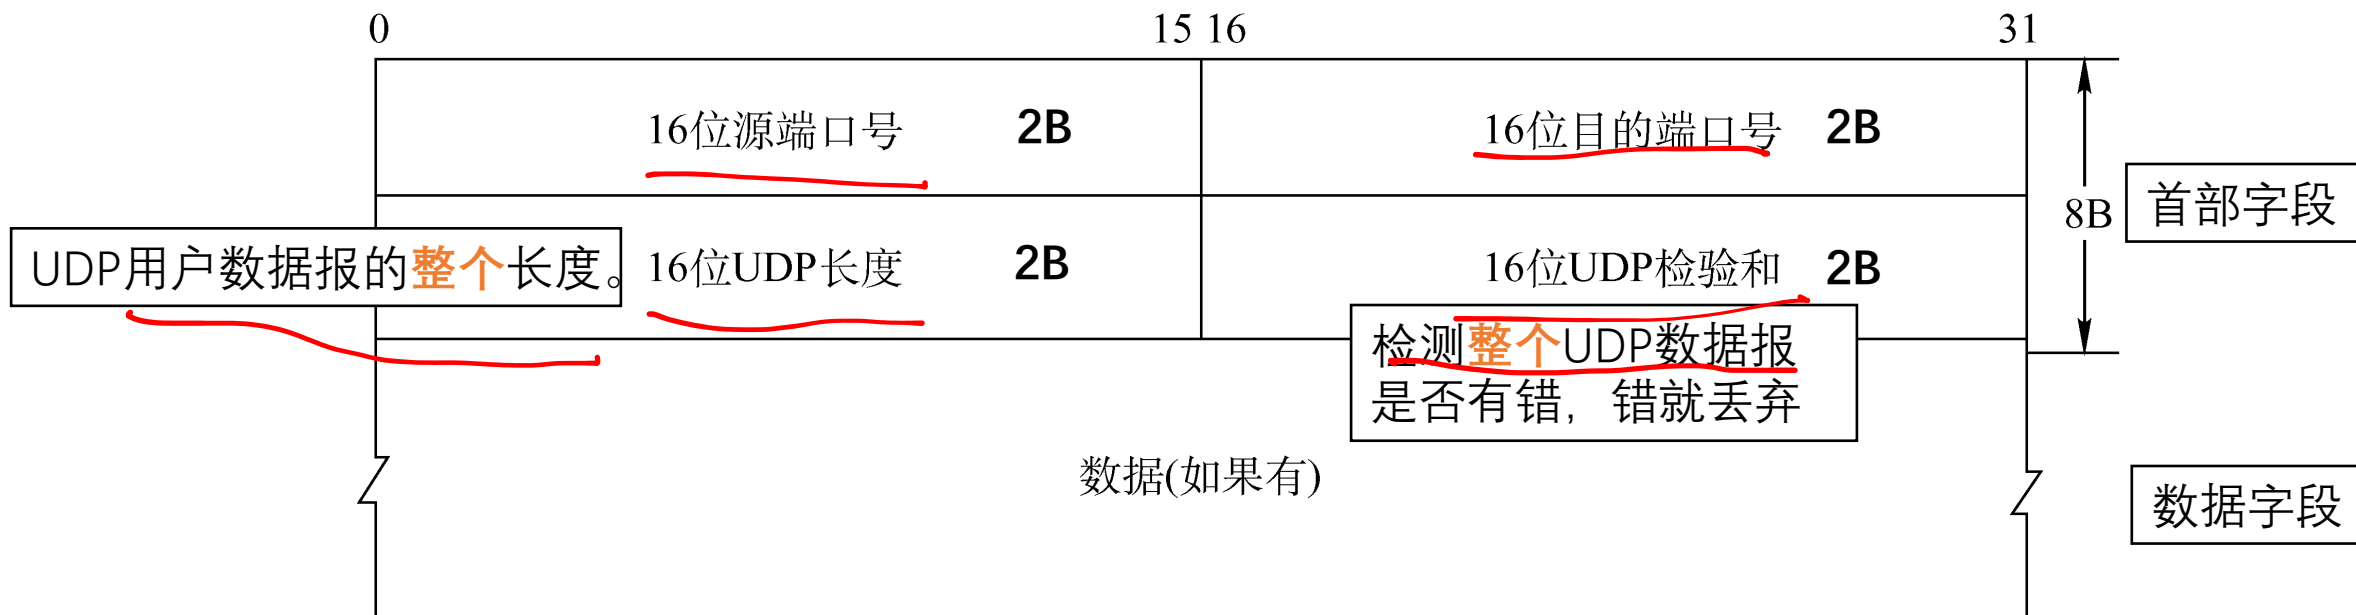 0 15 16 31
16位源端口号 2B 16位目的端口号 2B
首部字段
8B
UDP用户数据报的整个长度。 16位UDP长度 2B 16位UDP检验和 2B
检测整个UDP数据报
是否有错，错就丢弃
数据(如果有)
数据字段